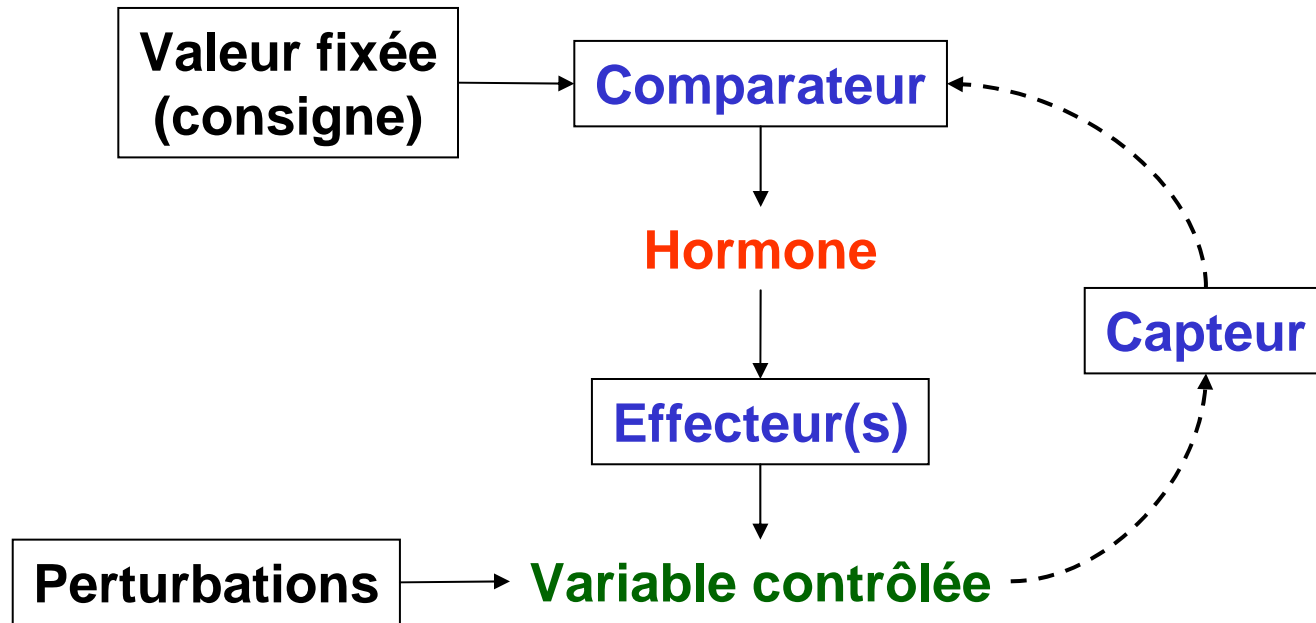 Valeur fixée
(consigne)
Comparateur
Hormone
Capteur
Effecteur(s)
Perturbations
Variable contrôlée